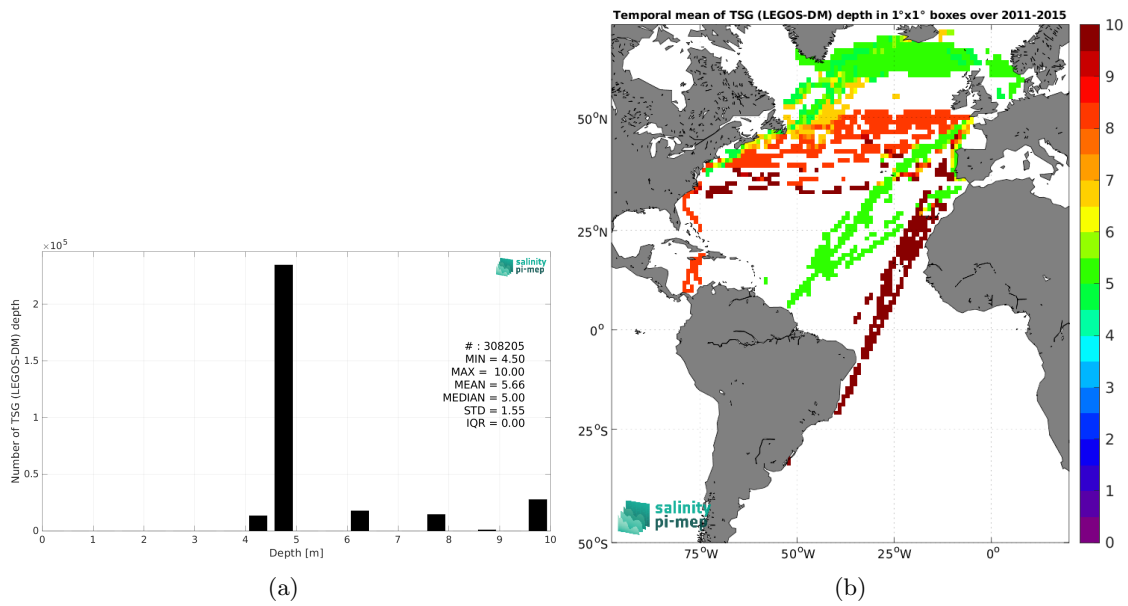 Temporal mean of TSG (LEGOS-DM) depth in 1°x1° boxes over 2011-2015
×10⁵
2
1.5
1
0.5
0
Number of TSG (LEGOS-DM) depth
salinity
pi-mep
# : 308205
MIN = 4.50
MAX = 10.00
MEAN = 5.66
MEDIAN = 5.00
STD = 1.55
IQR = 0.00
0 1 2 3 4 5 6 7 8 9 10
Depth [m]
(a)
50°N
25°N
0°
25°S
50°S
75°W 50°W 25°W 0°
salinity
pi-mep
10
9
8
7
6
5
4
3
2
1
0
(b)